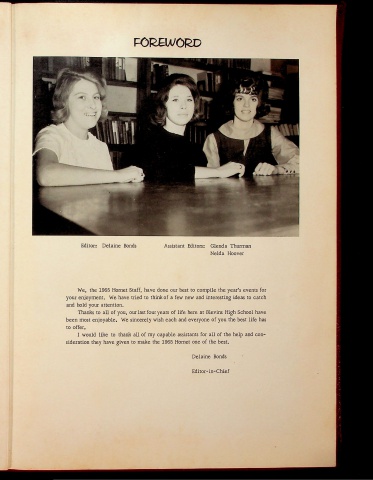 FOREWORD
Editor: Delaine Bonds Assistant Editors: Glenda Thurman
Nelda Hoover
We, the 1965 Hornet Staff, have done our best to compile the year's events for
your enjoyment. We have tried to think of a few new and interesting ideas to catch
and hold your attention.
Thanks to all of you, our last four years of life here at Blevins High School have
been most enjoyable. We sincerely wish each and everyone of you the best life has
to offer.
I would like to thank all of my capable assistants for all of the help and con-
sideration they have given to make the 1965 Hornet one of the best.
Delaine Bonds
Editor-in-Chief